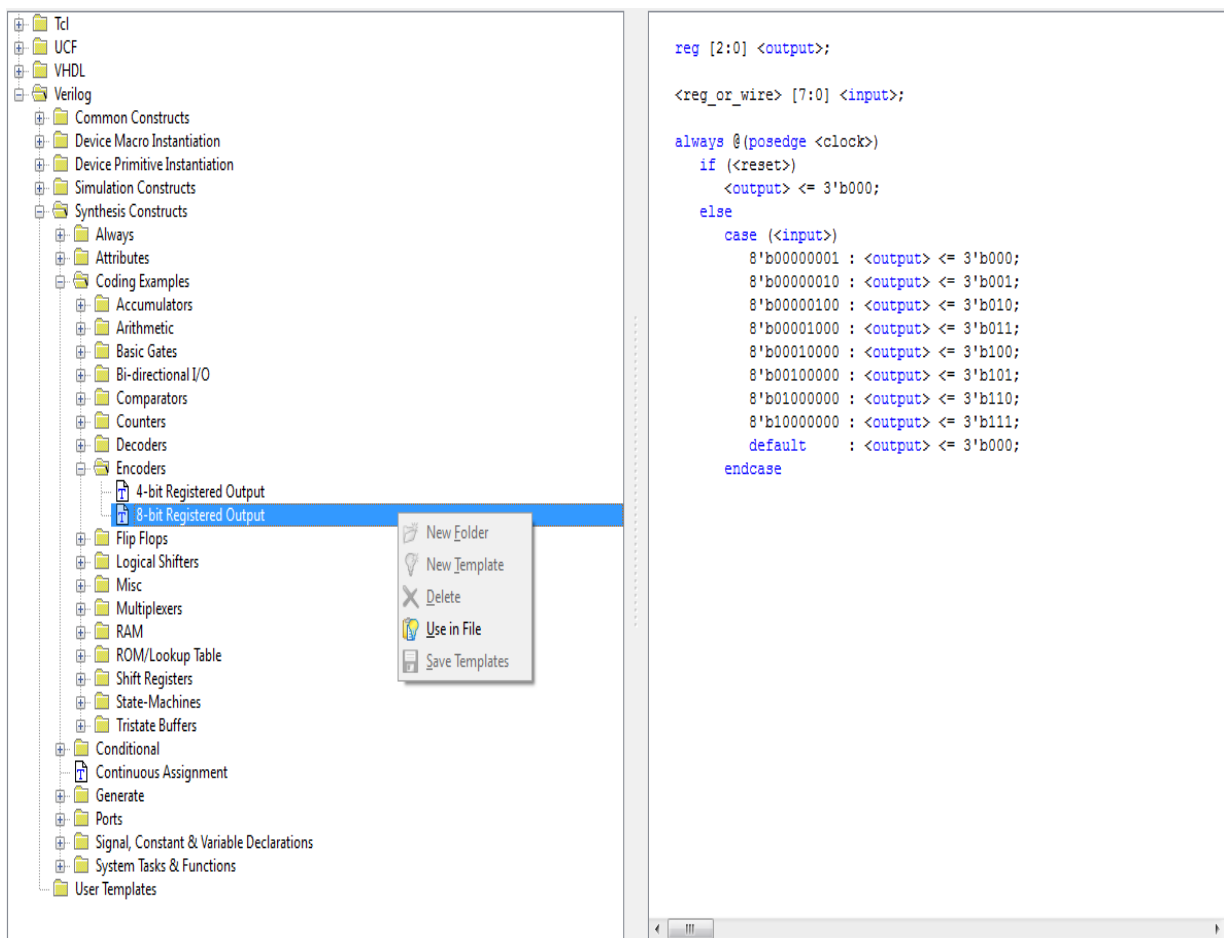 Tcl
UCF
VHDL
Verilog
Common Constructs
Device Macro Instantiation
Device Primitive Instantiation
Simulation Constructs
Synthesis Constructs
Always
Attributes
Coding Examples
Accumulators
Arithmetic
Basic Gates
Bi-directional I/O
Comparators
Counters
Decoders
Encoders
4-bit Registered Output
8-bit Registered Output
Flip Flops
Logical Shifters
Misc
Multiplexers
RAM
ROM/Lookup Table
Shift Registers
State-Machines
Tristate Buffers
Conditional
Continuous Assignment
Generate
Ports
Signal, Constant & Variable Declarations
System Tasks & Functions
User Templates
New Folder
New Template
Delete
Use in File
Save Templates
reg [2:0] <output>;
<reg_or_wire> [7:0] <input>;
always @(posedge <clock>)
if (<reset>)
<output> <= 3'b000;
else
case (<input>)
8'b00000001 : <output> <= 3'b000;
8'b00000010 : <output> <= 3'b001;
8'b00000100 : <output> <= 3'b010;
8'b00001000 : <output> <= 3'b011;
8'b00010000 : <output> <= 3'b100;
8'b00100000 : <output> <= 3'b101;
8'b01000000 : <output> <= 3'b110;
8'b10000000 : <output> <= 3'b111;
default : <output> <= 3'b000;
endcase